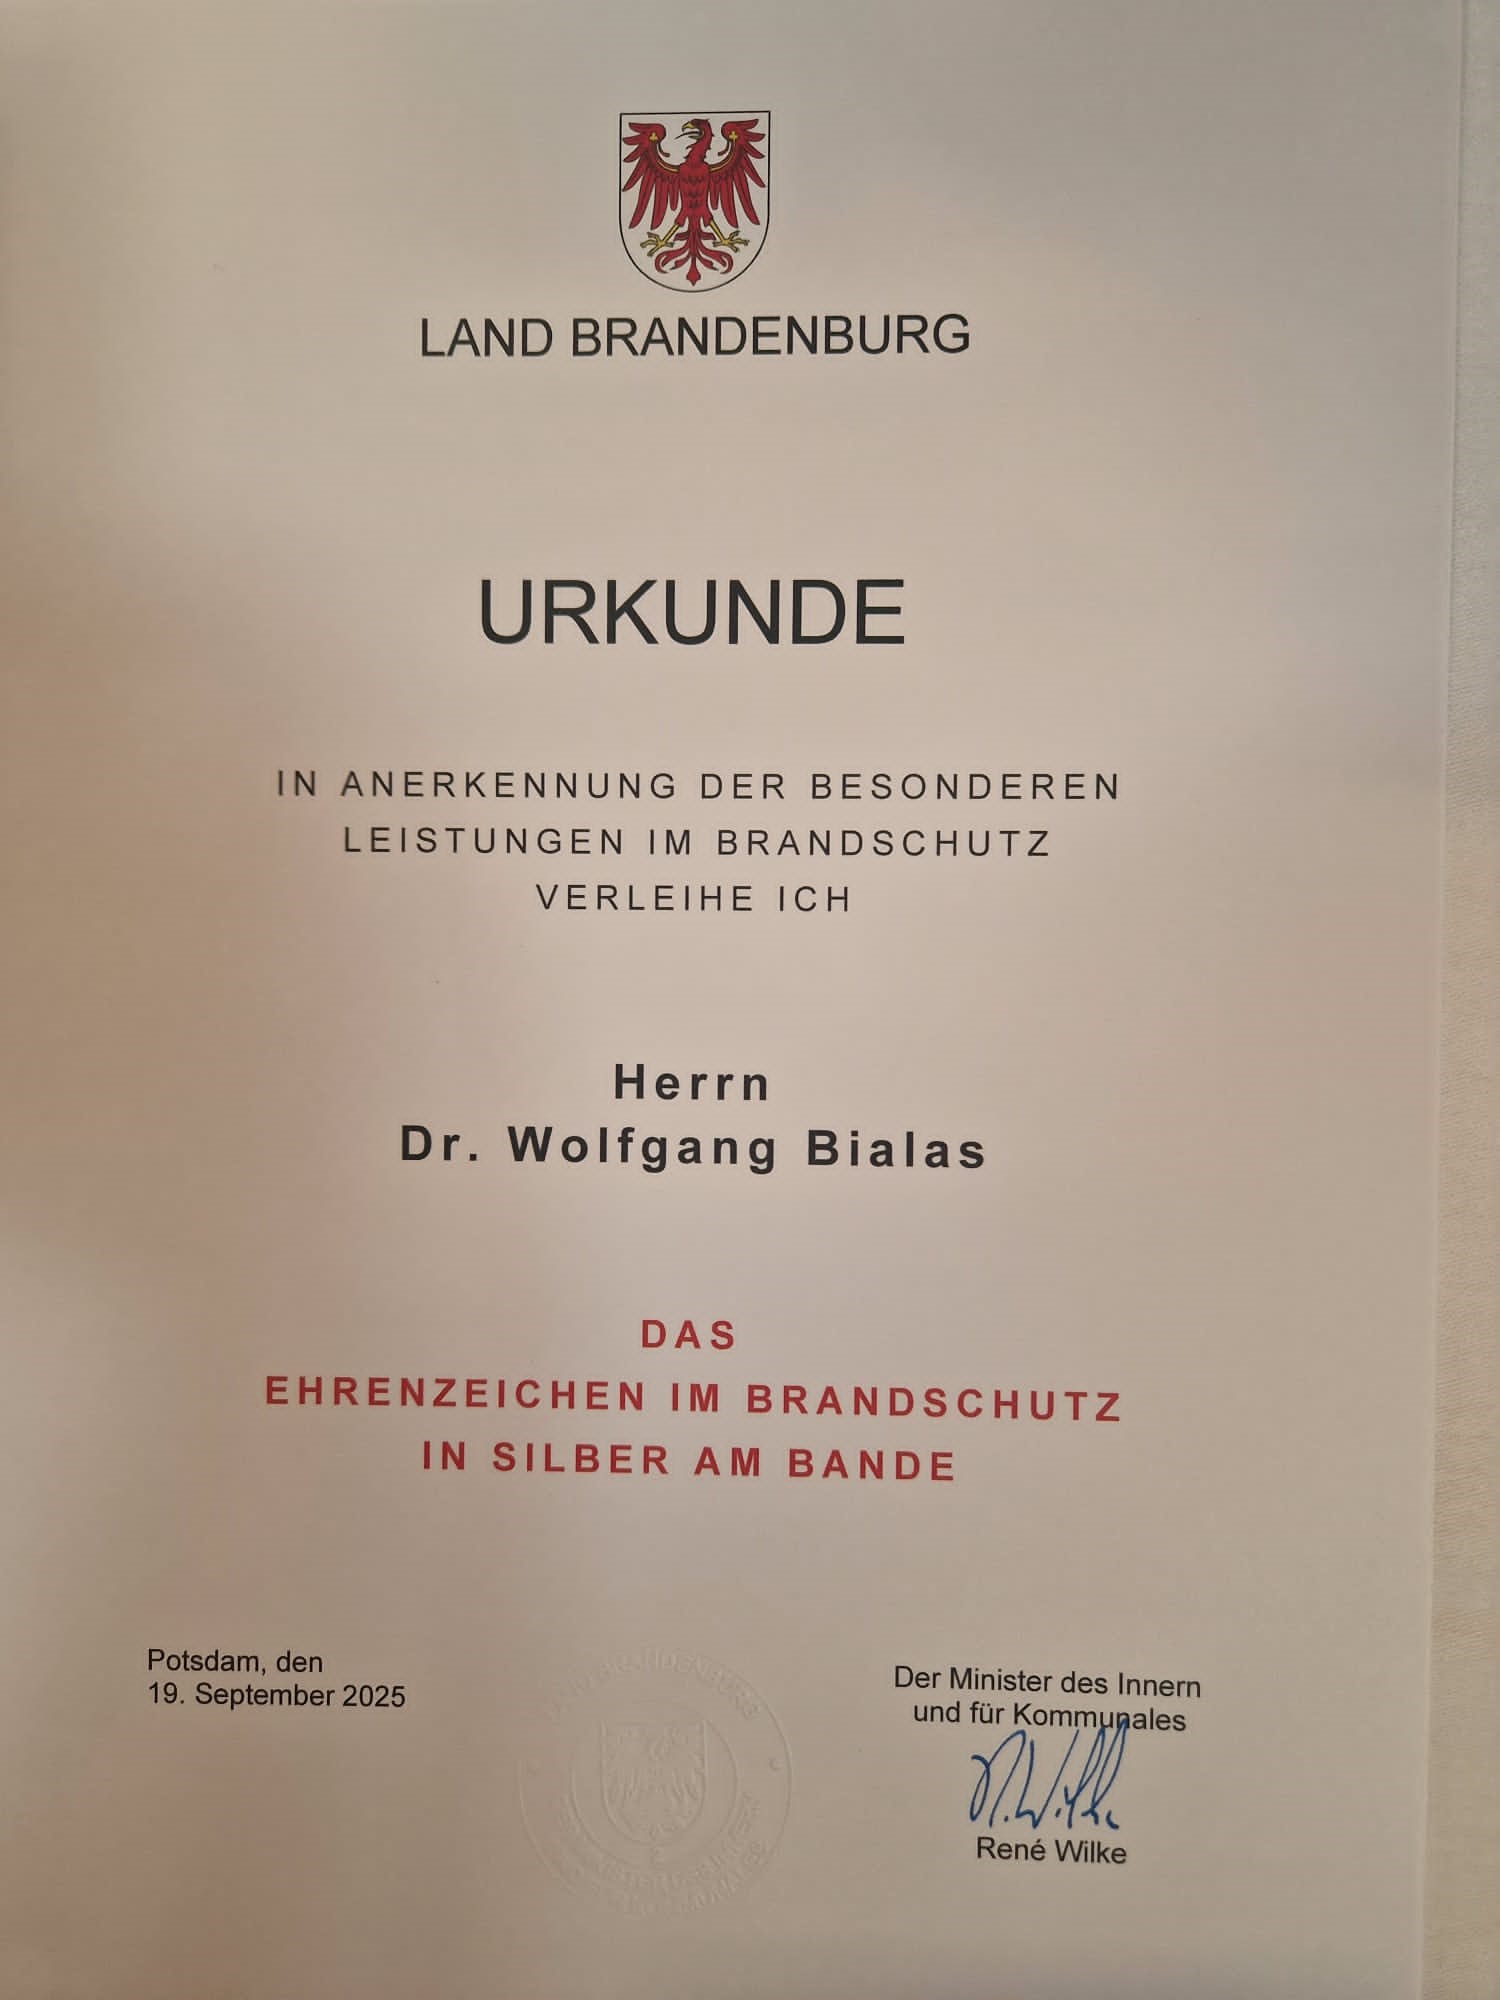 LAND BRANDENBURG
URKUNDE
IN ANERKENNUNG DER BESONDEREN
LEISTUNGEN IM BRANDSCHUTZ
VERLEIHE ICH
Herrn
Dr. Wolfgang Bialas
DAS
EHRENZEICHEN IM BRANDSCHUTZ
IN SILBER AM BANDE
Potsdam, den
19. September 2025
Der Minister des Innern
und für Kommunales
R. Wilke
René Wilke